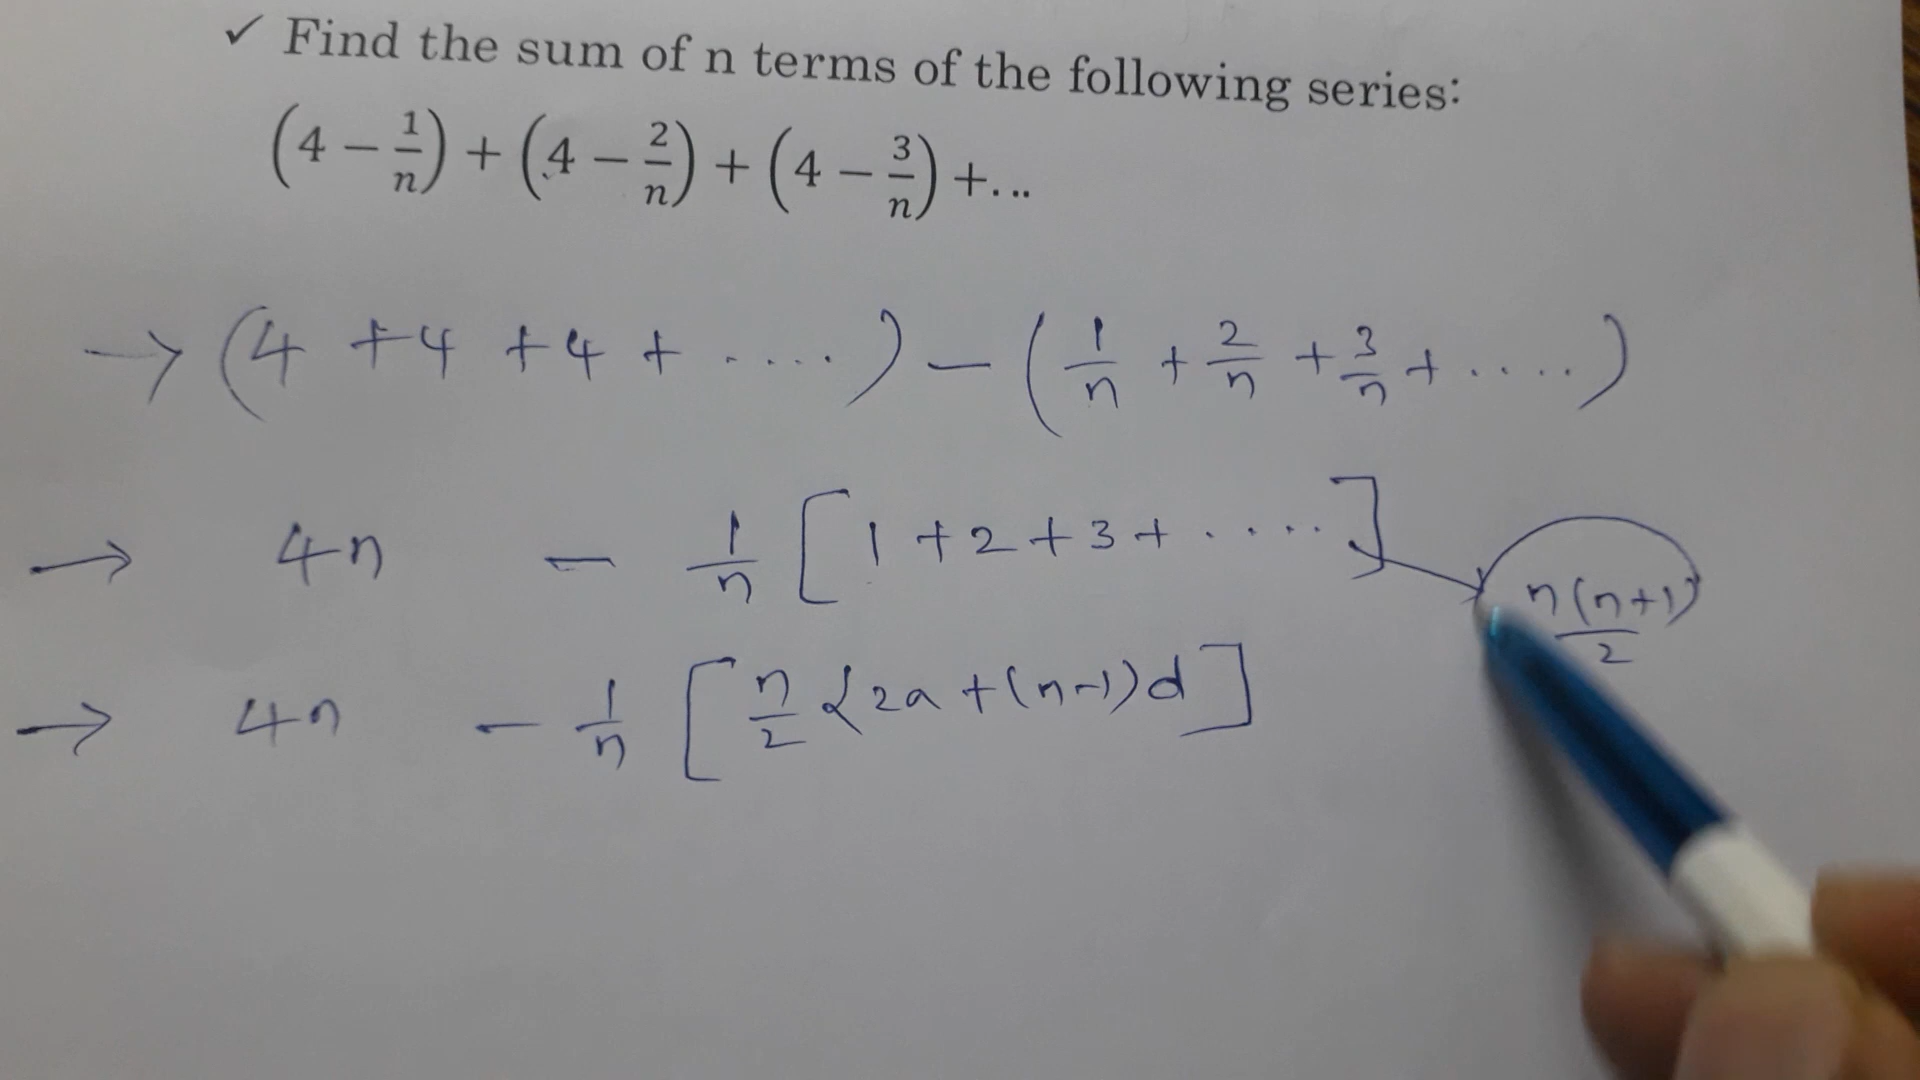 ✓ Find the sum of n terms of the following series:
(4 − 1/n) + (4 − 2/n) + (4 − 3/n) +...
→ (4 + 4 + 4 + .....) − (1/n + 2/n + 3/n + .....)
→ 4n − 1/n [1 + 2 + 3 + .....] → n(n+1)/2
→ 4n − 1/n [n/2 {2a + (n−1)d]